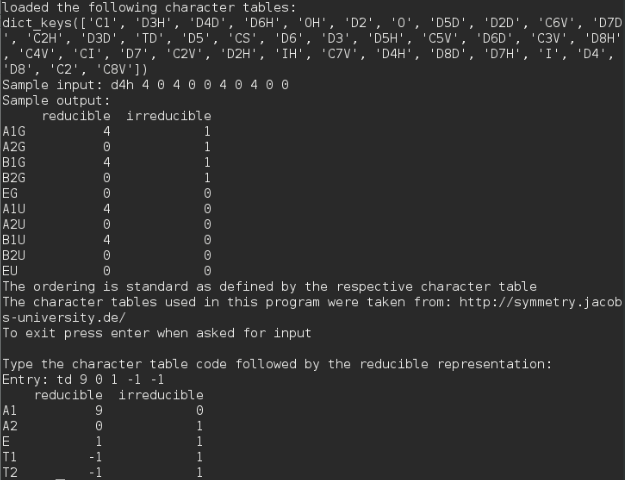 loaded the following character tables:
dict_keys(['C1', 'D3H', 'D4D', 'D6H', 'OH', 'D2', 'O', 'D5D', 'D2D', 'C6V', 'D7D
', 'C2H', 'D3D', 'TD', 'D5', 'CS', 'D6', 'D3', 'D5H', 'C5V', 'D6D', 'C3V', 'D8H'
, 'C4V', 'CI', 'D7', 'C2V', 'D2H', 'IH', 'C7V', 'D4H', 'D8D', 'D7H', 'I', 'D4',
'D8', 'C2', 'C8V'])
Sample input: d4h 4 0 4 0 0 4 0 4 0 0
Sample output:
reducible irreducible
A1G 4 1
A2G 0 1
B1G 4 1
B2G 0 1
EG 0 0
A1U 4 0
A2U 0 0
B1U 4 0
B2U 0 0
EU 0 0
The ordering is standard as defined by the respective character table
The character tables used in this program were taken from: http://symmetry.jacob
s-university.de/
To exit press enter when asked for input
Type the character table code followed by the reducible representation:
Entry: td 9 0 1 -1 -1
reducible irreducible
A1 9 0
A2 0 1
E 1 1
T1 -1 1
T2 -1 1